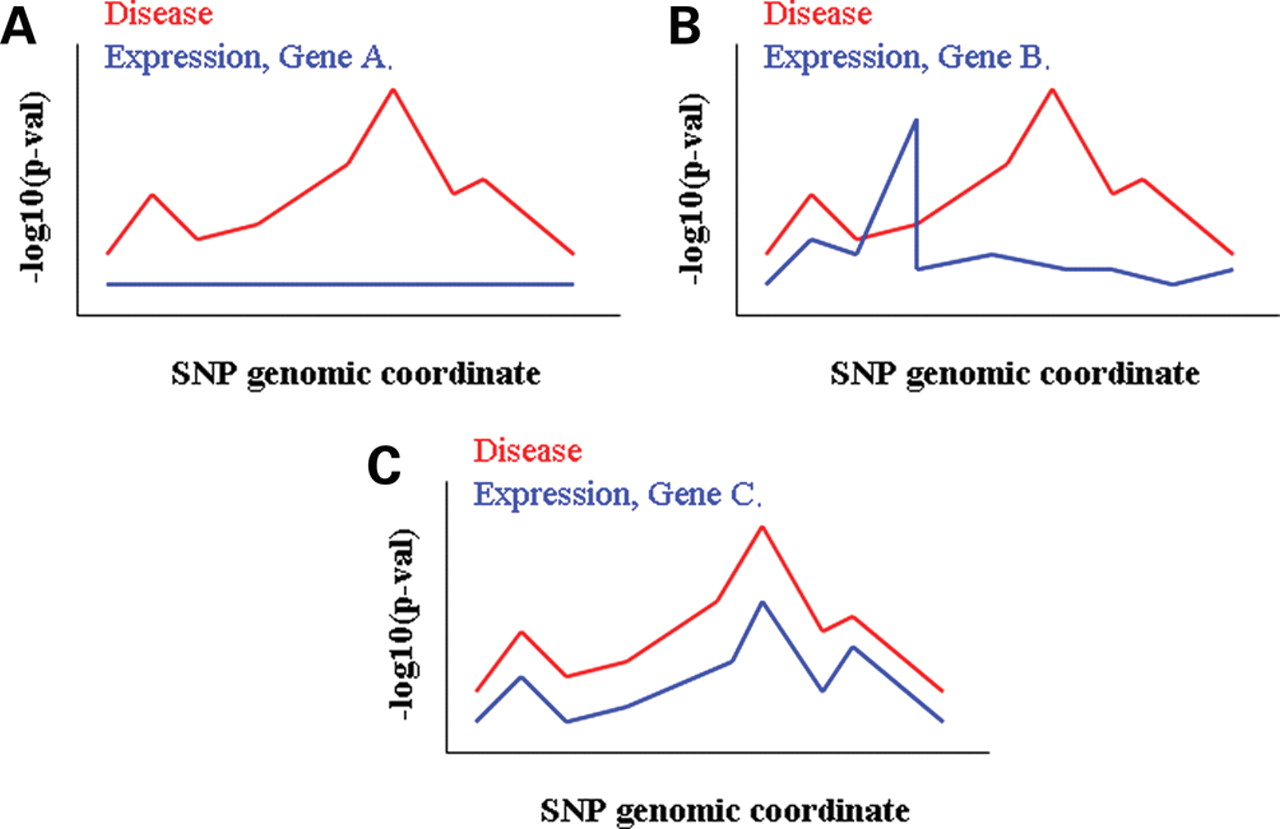 A
Disease
Expression, Gene A.
-log10(p-val)
SNP genomic coordinate
B
Disease
Expression, Gene B.
-log10(p-val)
SNP genomic coordinate
C
Disease
Expression, Gene C.
-log10(p-val)
SNP genomic coordinate